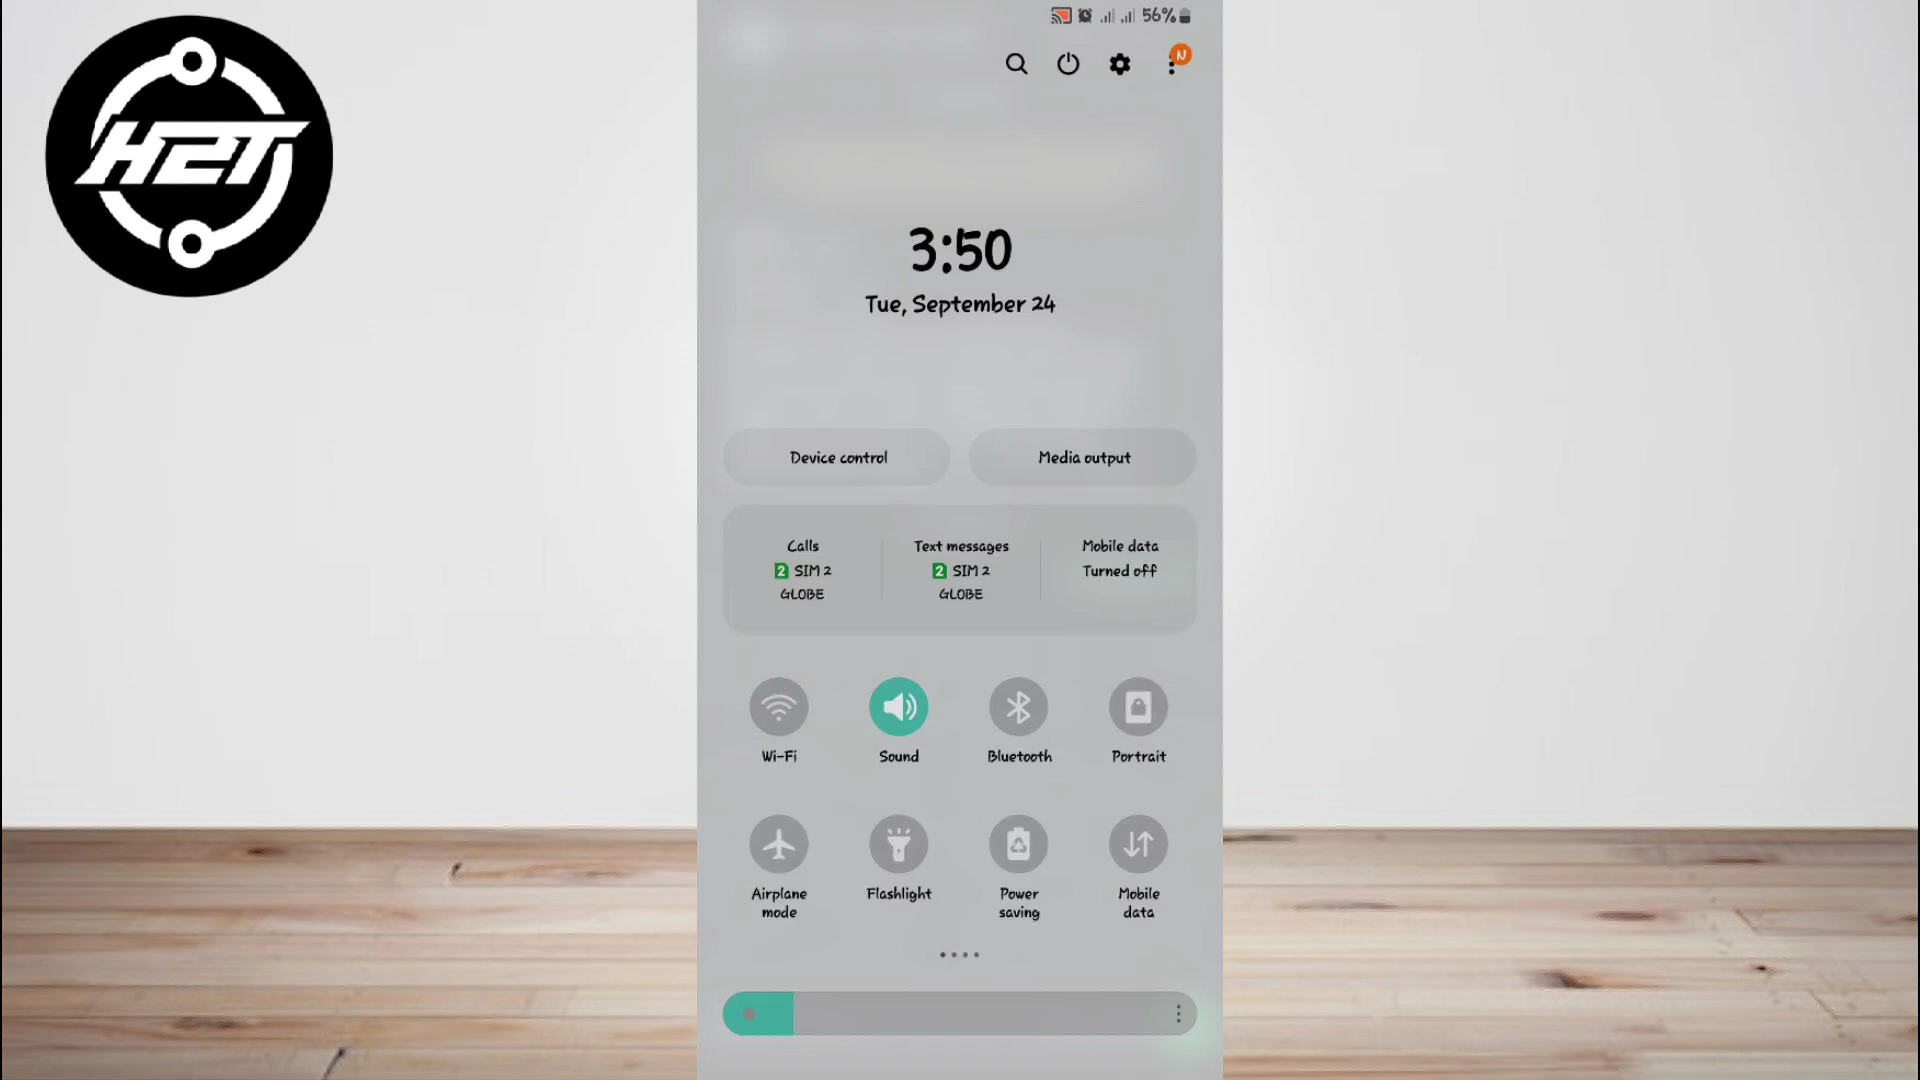 H2T
56%
N
3:50
Tue, September 24
Device control
Media output
Calls
2 SIM 2
GLOBE
Text messages
2 SIM 2
GLOBE
Mobile data
Turned off
Wi-Fi
Sound
Bluetooth
Portrait
Airplane
mode
Flashlight
Power
saving
Mobile
data